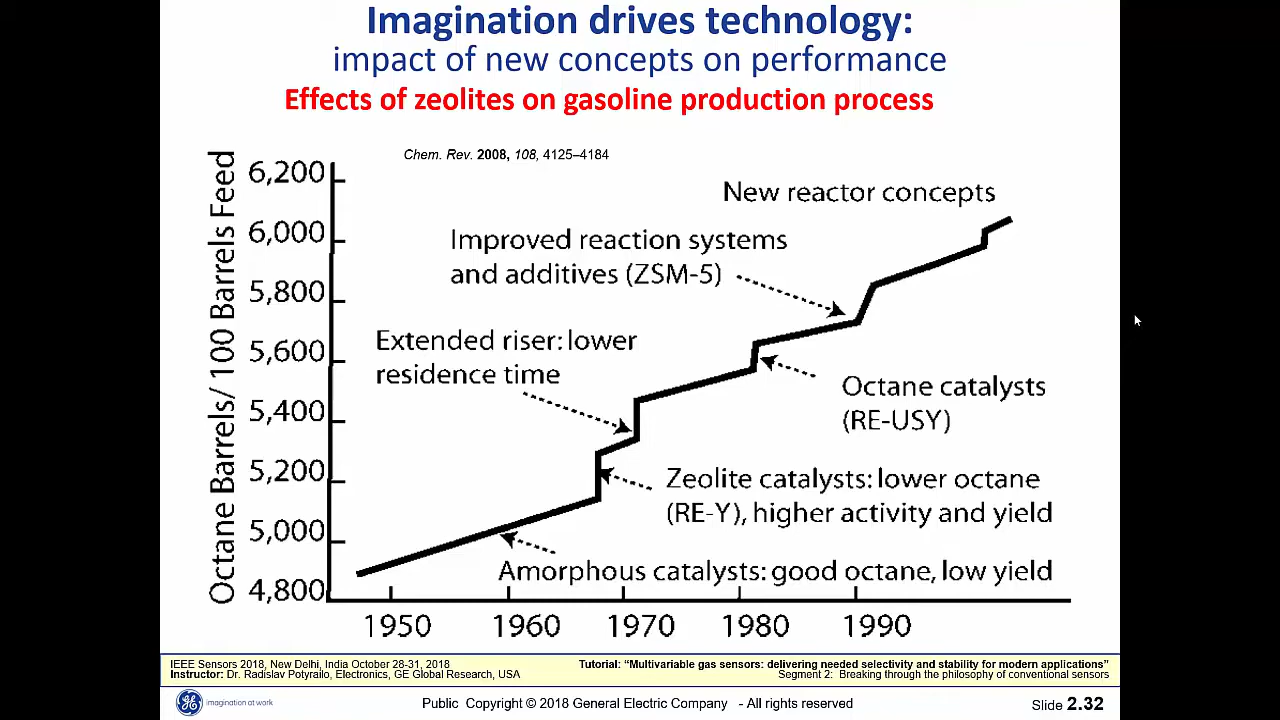 Imagination drives technology:
impact of new concepts on performance
Effects of zeolites on gasoline production process
Chem. Rev. 2008, 108, 4125–4184
Octane Barrels/ 100 Barrels Feed
6,200
6,000
5,800
5,600
5,400
5,200
5,000
4,800
New reactor concepts
Improved reaction systems
and additives (ZSM-5)
Extended riser: lower
residence time
Octane catalysts
(RE-USY)
Zeolite catalysts: lower octane
(RE-Y), higher activity and yield
Amorphous catalysts: good octane, low yield
1950 1960 1970 1980 1990
IEEE Sensors 2018, New Delhi, India October 28-31, 2018
Instructor: Dr. Radislav Potyrailo, Electronics, GE Global Research, USA
Tutorial: “Multivariable gas sensors: delivering needed selectivity and stability for modern applications”
Segment 2: Breaking through the philosophy of conventional sensors
imagination at work
Public Copyright © 2018 General Electric Company - All rights reserved
Slide 2.32